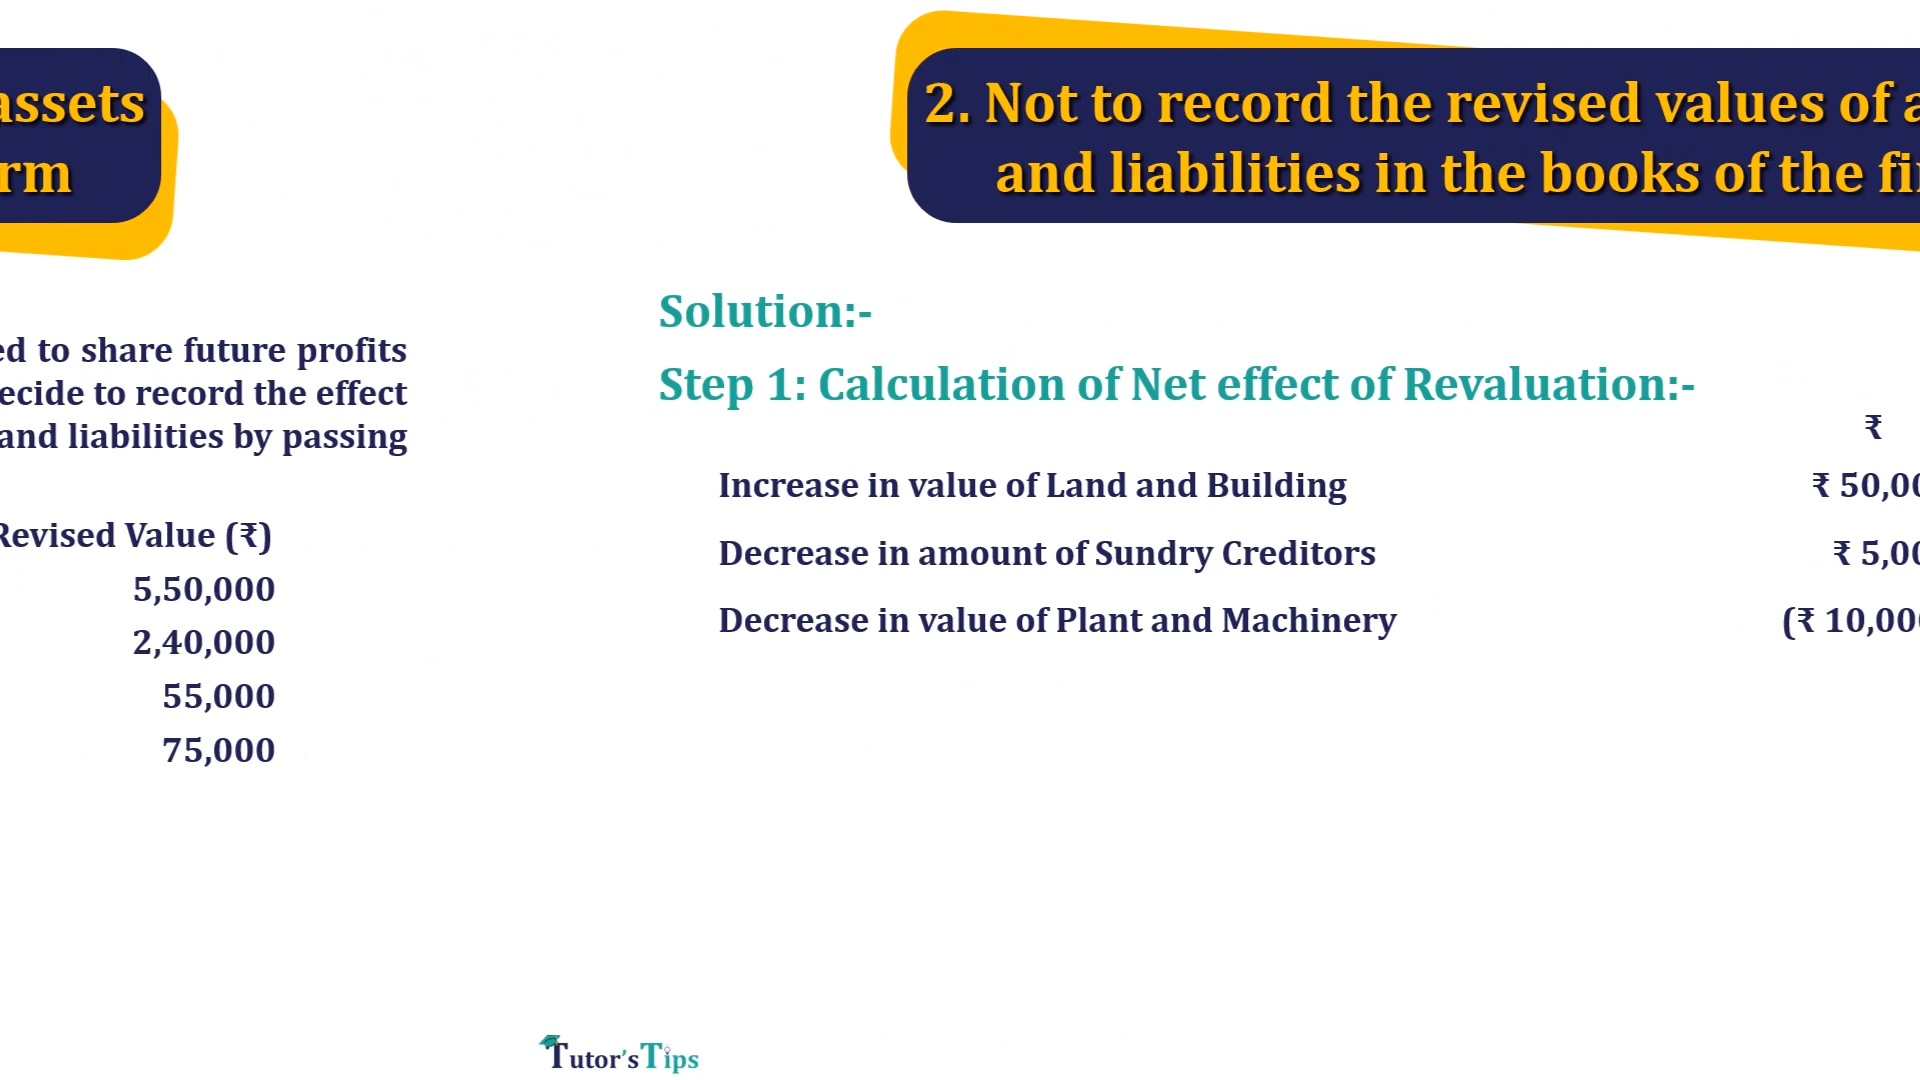 assets
rm
ed to share future profits
ecide to record the effect
and liabilities by passing
Revised Value (₹)
5,50,000
2,40,000
55,000
75,000
2. Not to record the revised values of a
and liabilities in the books of the fi
Solution:-
Step 1: Calculation of Net effect of Revaluation:-
₹
Increase in value of Land and Building ₹ 50,00
Decrease in amount of Sundry Creditors ₹ 5,00
Decrease in value of Plant and Machinery (₹ 10,000
Tutor'sTips